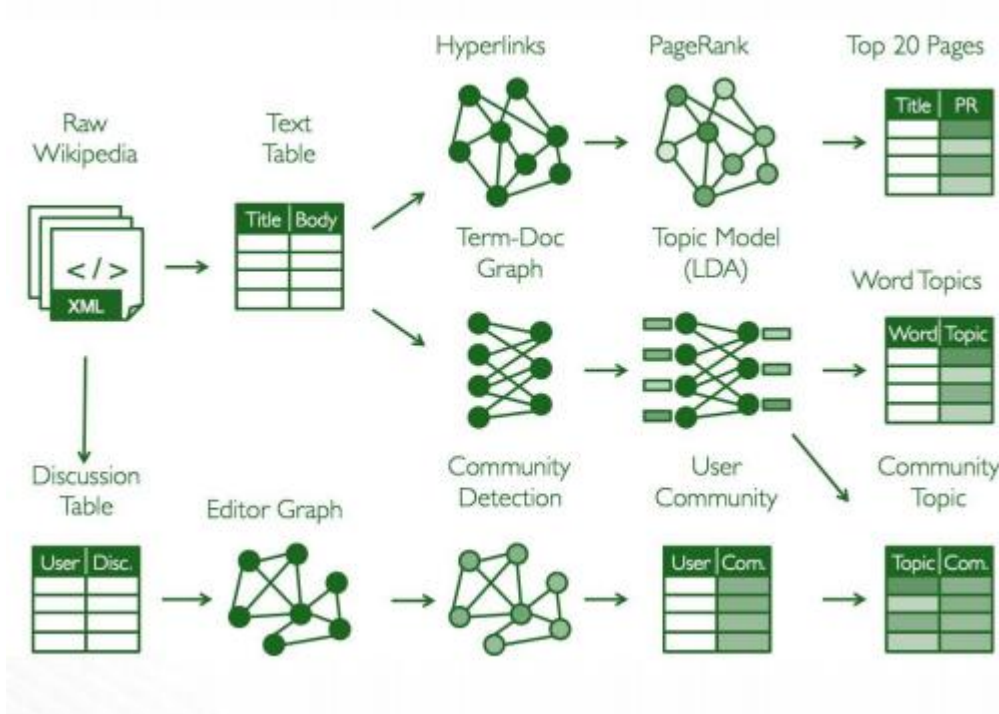 Hyperlinks
PageRank
Top 20 Pages
Raw
Wikipedia
Text
Table
Title Body
Title PR
</>
XML
Term-Doc
Graph
Topic Model
(LDA)
Word Topics
Word Topic
Discussion
Table
Editor Graph
Community
Detection
User
Community
Community
Topic
User Disc.
User Com.
Topic Com.